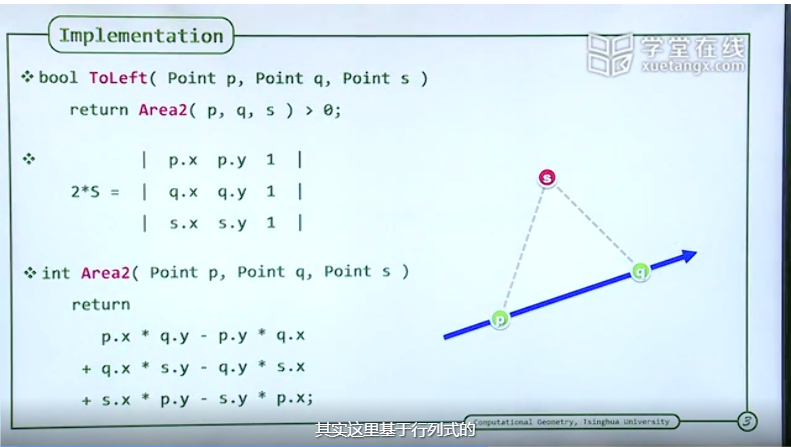 Implementation
学堂在线
xuetangx.com
❖bool ToLeft( Point p, Point q, Point s )
return Area2( p, q, s ) > 0;
❖
| p.x p.y 1 |
2*S = | q.x q.y 1 |
| s.x s.y 1 |
❖int Area2( Point p, Point q, Point s )
return
p.x * q.y - p.y * q.x
+ q.x * s.y - q.y * s.x
+ s.x * p.y - s.y * p.x;
s
q
p
其实这里基于行列式的
Computational Geometry, Tsinghua University
3